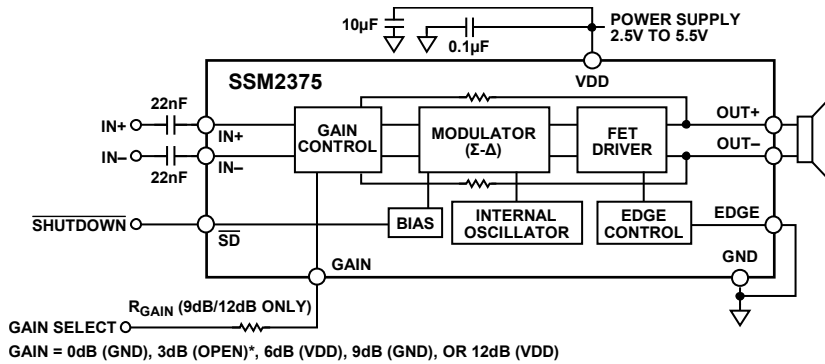 10µF
0.1µF
POWER SUPPLY
2.5V TO 5.5V
SSM2375
VDD
22nF
IN+
IN+
GAIN
CONTROL
MODULATOR
(Σ-Δ)
FET
DRIVER
OUT+
IN–
IN–
OUT–
22nF
SHUTDOWN
SD
BIAS
INTERNAL
OSCILLATOR
EDGE
CONTROL
EDGE
GAIN
GND
RGAIN (9dB/12dB ONLY)
GAIN SELECT
GAIN = 0dB (GND), 3dB (OPEN)*, 6dB (VDD), 9dB (GND), OR 12dB (VDD)